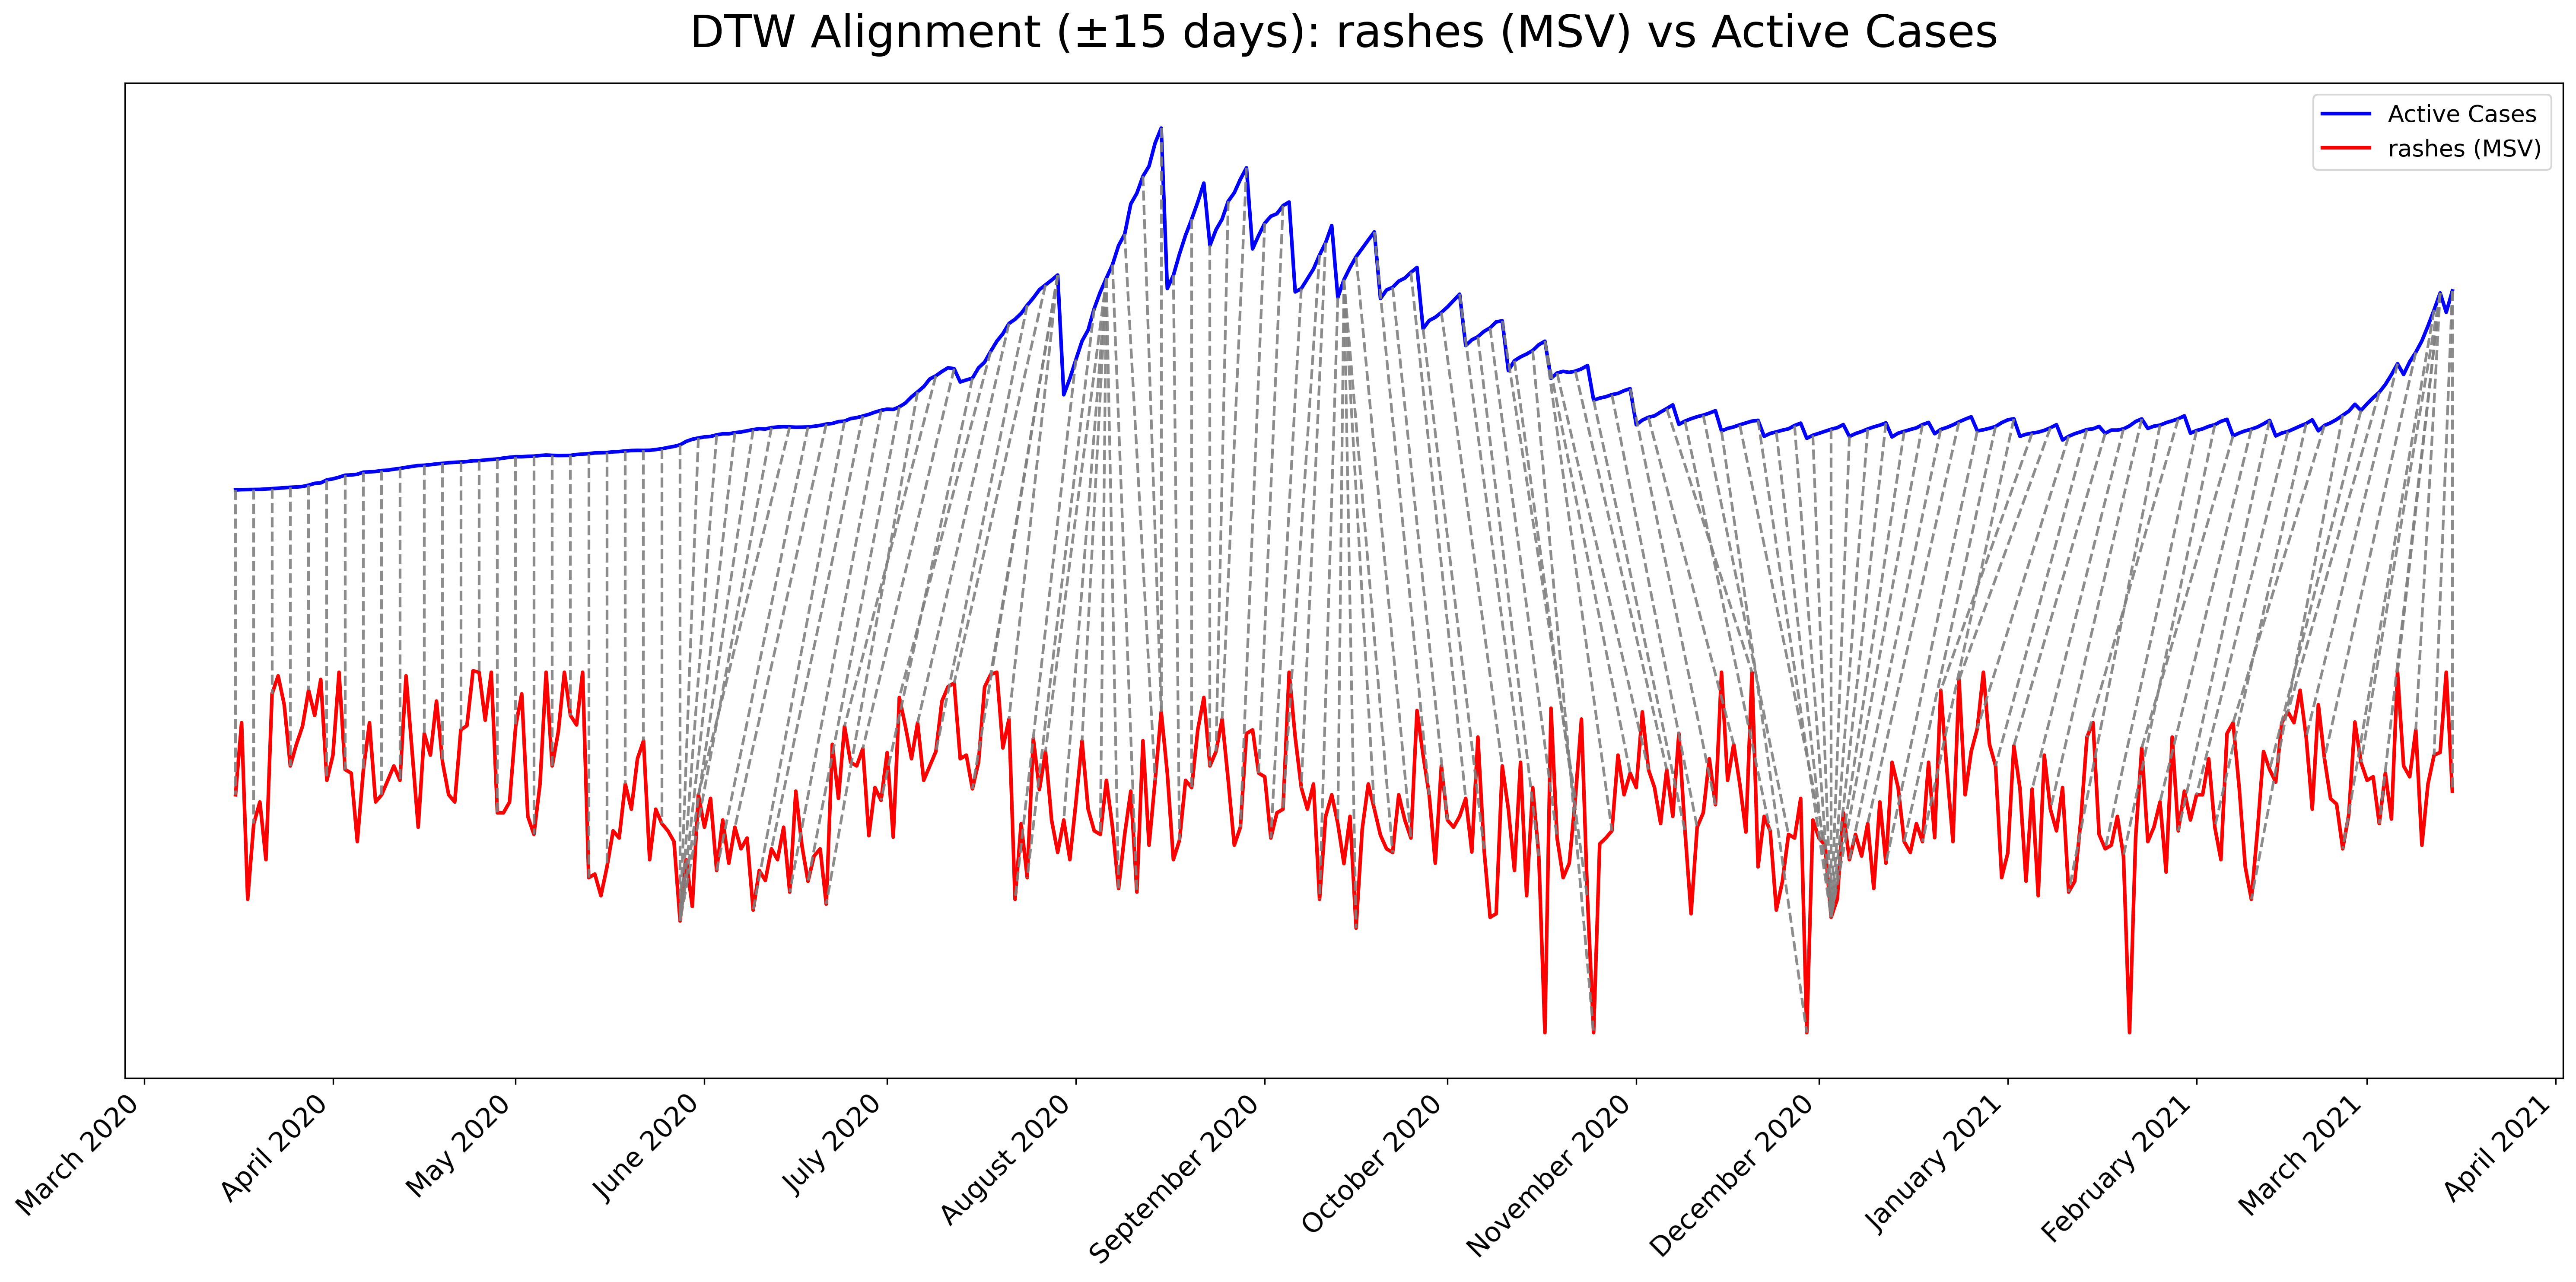 DTW Alignment (±15 days): rashes (MSV) vs Active Cases
Active Cases
rashes (MSV)
March 2020
April 2020
May 2020
June 2020
July 2020
August 2020
September 2020
October 2020
November 2020
December 2020
January 2021
February 2021
March 2021
April 2021